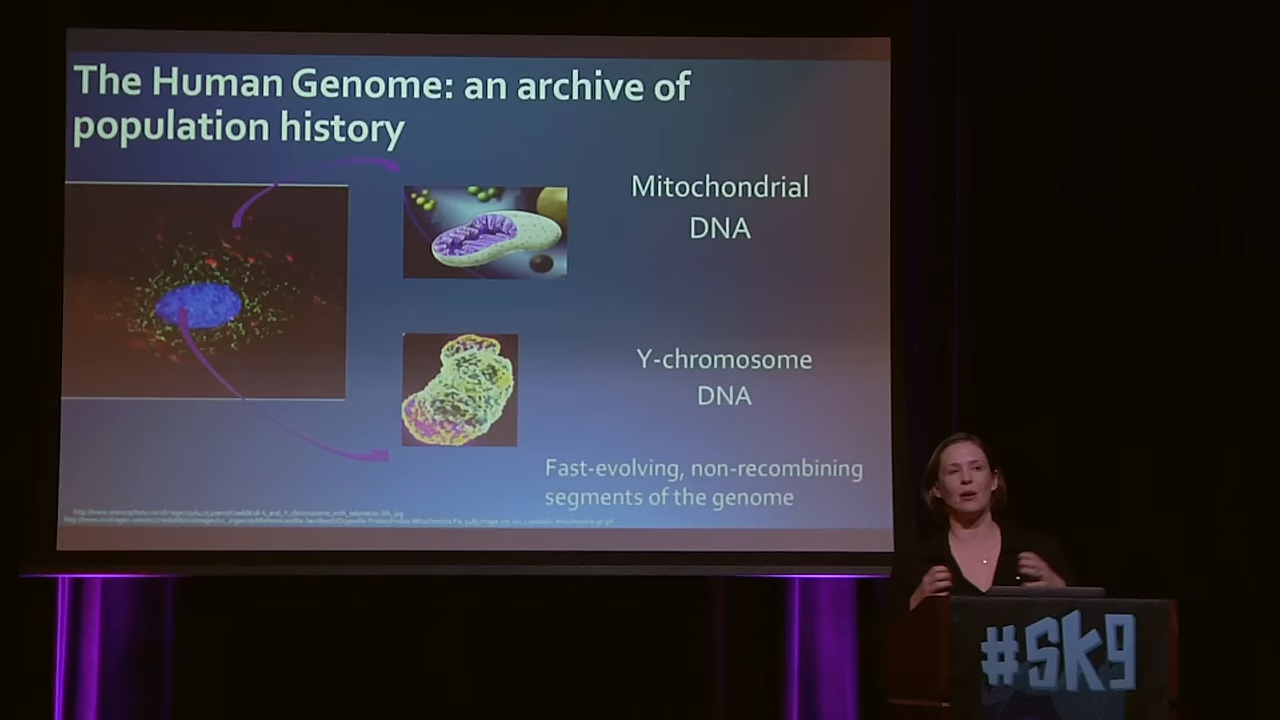 The Human Genome: an archive of
population history
Mitochondrial
DNA
Y-chromosome
DNA
Fast-evolving, non-recombining
segments of the genome
#SK9